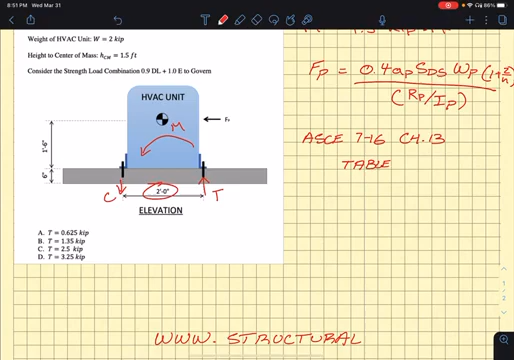 8:51 PM Wed Mar 31
86%
Weight of HVAC Unit: W = 2 kip
Height to Center of Mass: h_CM = 1.5 ft
Consider the Strength Load Combination 0.9 DL + 1.0 E to Govern
HVAC UNIT
M
1'-6"
6"
C
2'-0"
T
ELEVATION
A. T = 0.625 kip
B. T = 1.35 kip
C. T = 2.5 kip
D. T = 3.25 kip
Fp = 0.4 ap SDS Wp (1+2 z/h)
(Rp/Ip)
ASCE 7-16 CH. 13
TABLE
WWW. STRUCTURAL
1
2